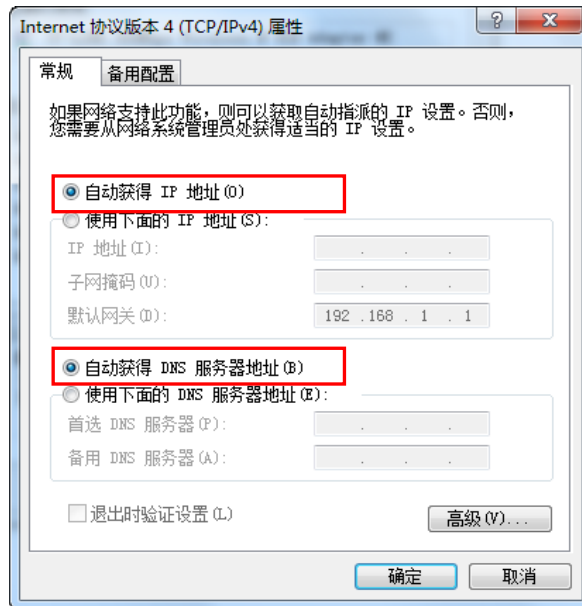 Internet 协议版本 4 (TCP/IPv4) 属性
常规
备用配置
如果网络支持此功能，则可以获取自动指派的 IP 设置。否则，
您需要从网络系统管理员处获得适当的 IP 设置。
自动获得 IP 地址(O)
使用下面的 IP 地址(S):
IP 地址(I):
子网掩码(U):
默认网关(D): 192 .168 . 1 . 1
自动获得 DNS 服务器地址(B)
使用下面的 DNS 服务器地址(E):
首选 DNS 服务器(P):
备用 DNS 服务器(A):
退出时验证设置(L)
高级(V)...
确定
取消